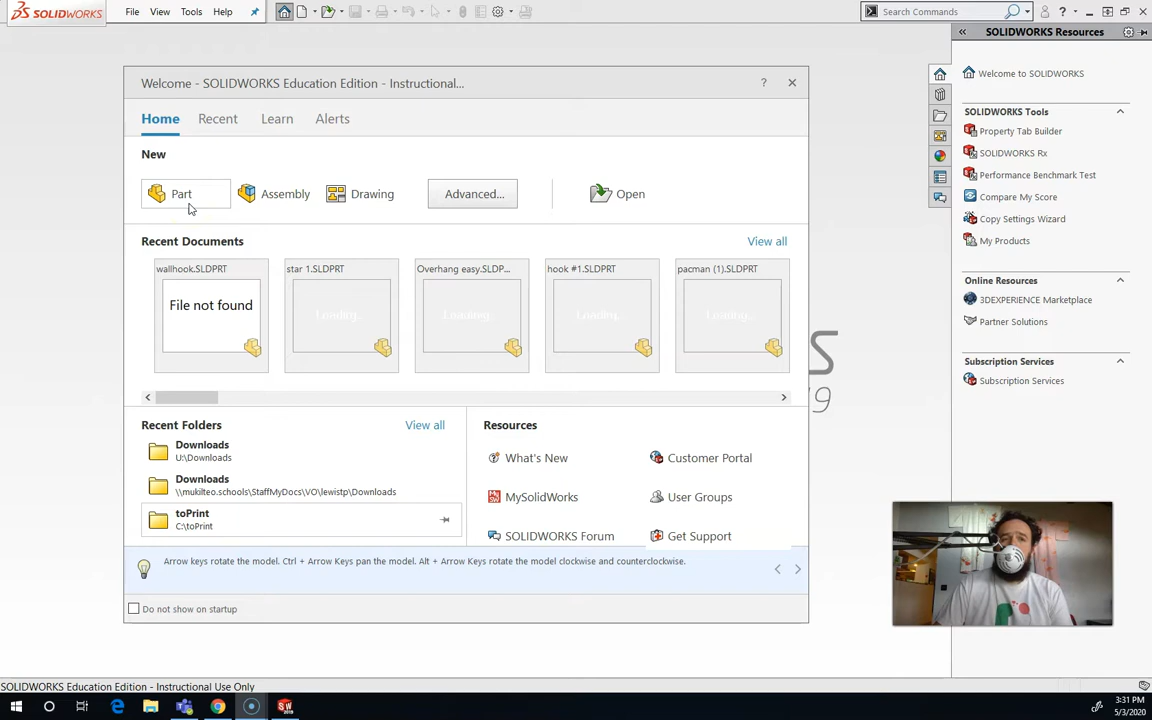 SOLIDWORKS File View Tools Help Search Commands
SOLIDWORKS Resources
Welcome - SOLIDWORKS Education Edition - Instructional...
Home Recent Learn Alerts
New
Part Assembly Drawing Advanced... Open
Recent Documents View all
wallhook.SLDPRT star 1.SLDPRT Overhang easy.SLDP... hook #1.SLDPRT pacman (1).SLDPRT
File not found Loading.. Loading.. Loading.. Loading..
Recent Folders View all
Downloads
U:\Downloads
Downloads
\\mukilteo.schools\StaffMyDocs\VO\lewistp\Downloads
toPrint
C:\toPrint
Resources
What's New Customer Portal
MySolidWorks User Groups
SOLIDWORKS Forum Get Support
Arrow keys rotate the model. Ctrl + Arrow Keys pan the model. Alt + Arrow Keys rotate the model clockwise and counterclockwise.
Do not show on startup
Welcome to SOLIDWORKS
SOLIDWORKS Tools
Property Tab Builder
SOLIDWORKS Rx
Performance Benchmark Test
Compare My Score
Copy Settings Wizard
My Products
Online Resources
3DEXPERIENCE Marketplace
Partner Solutions
Subscription Services
Subscription Services
SOLIDWORKS Education Edition - Instructional Use Only
3:31 PM
5/3/2020